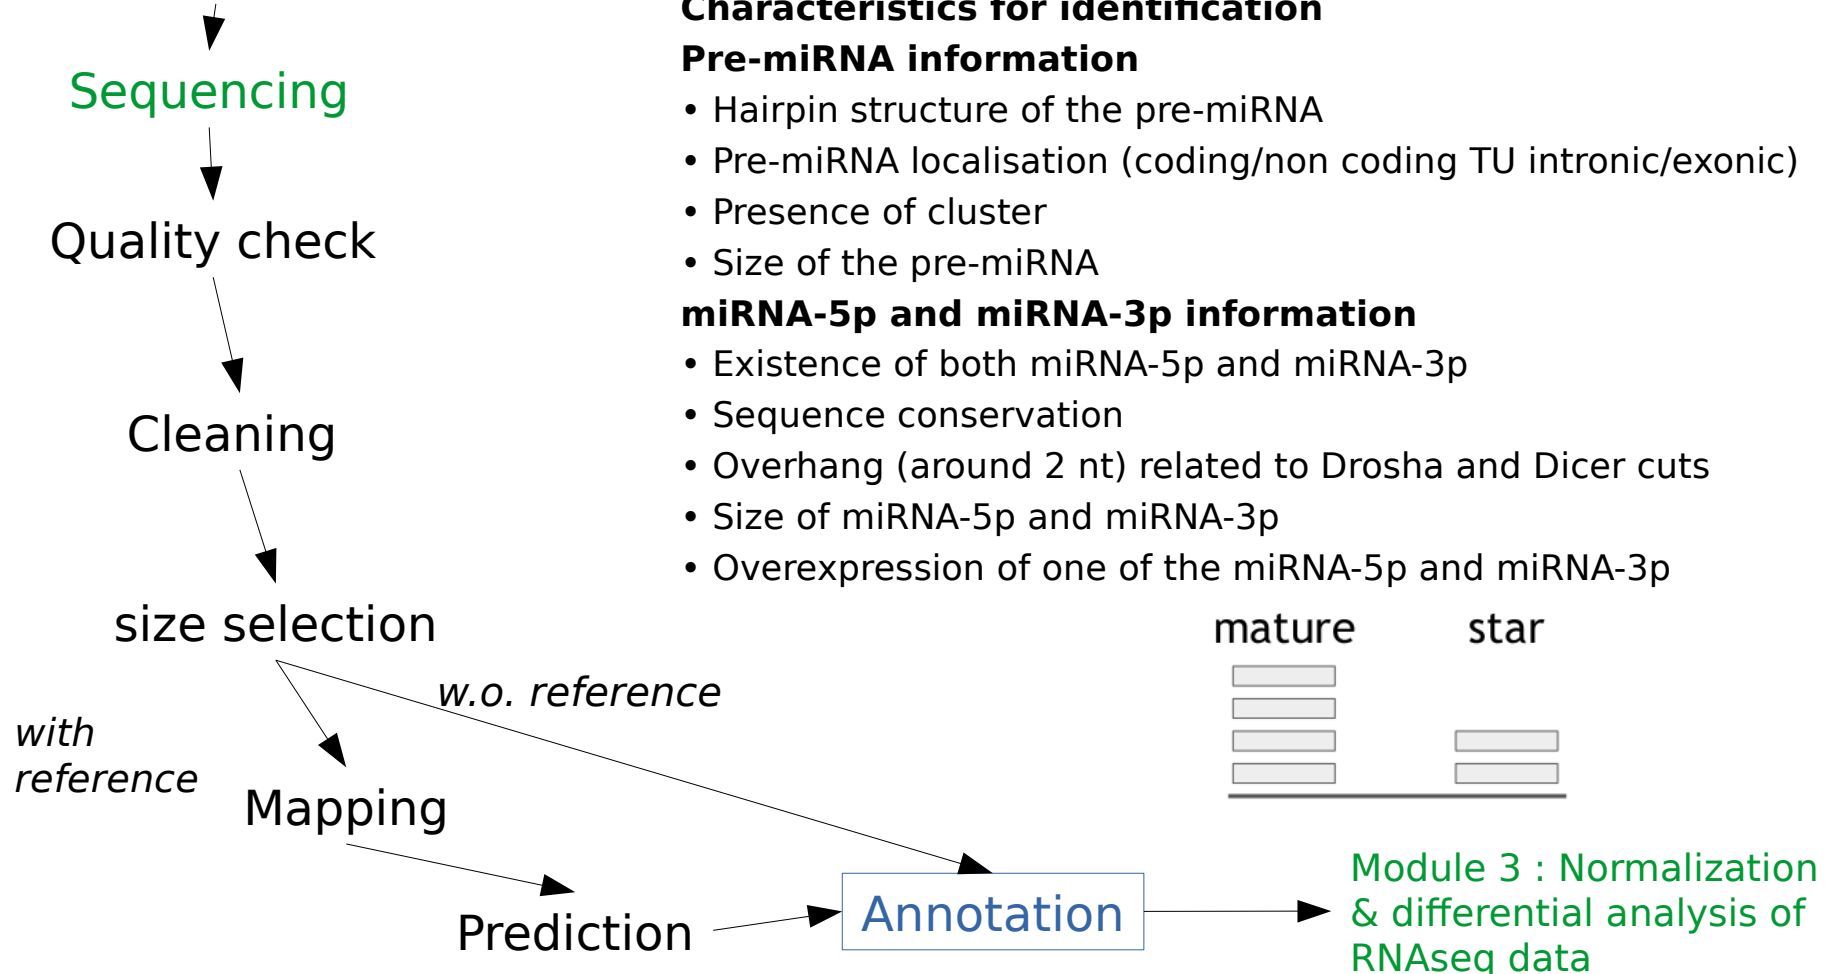 Characteristics for identification
Pre-miRNA information
• Hairpin structure of the pre-miRNA
• Pre-miRNA localisation (coding/non coding TU intronic/exonic)
• Presence of cluster
• Size of the pre-miRNA
miRNA-5p and miRNA-3p information
• Existence of both miRNA-5p and miRNA-3p
• Sequence conservation
• Overhang (around 2 nt) related to Drosha and Dicer cuts
• Size of miRNA-5p and miRNA-3p
• Overexpression of one of the miRNA-5p and miRNA-3p
mature star
Sequencing
Quality check
Cleaning
size selection
w.o. reference
with
reference
Mapping
Prediction
Annotation
Module 3 : Normalization
& differential analysis of
RNAseq data